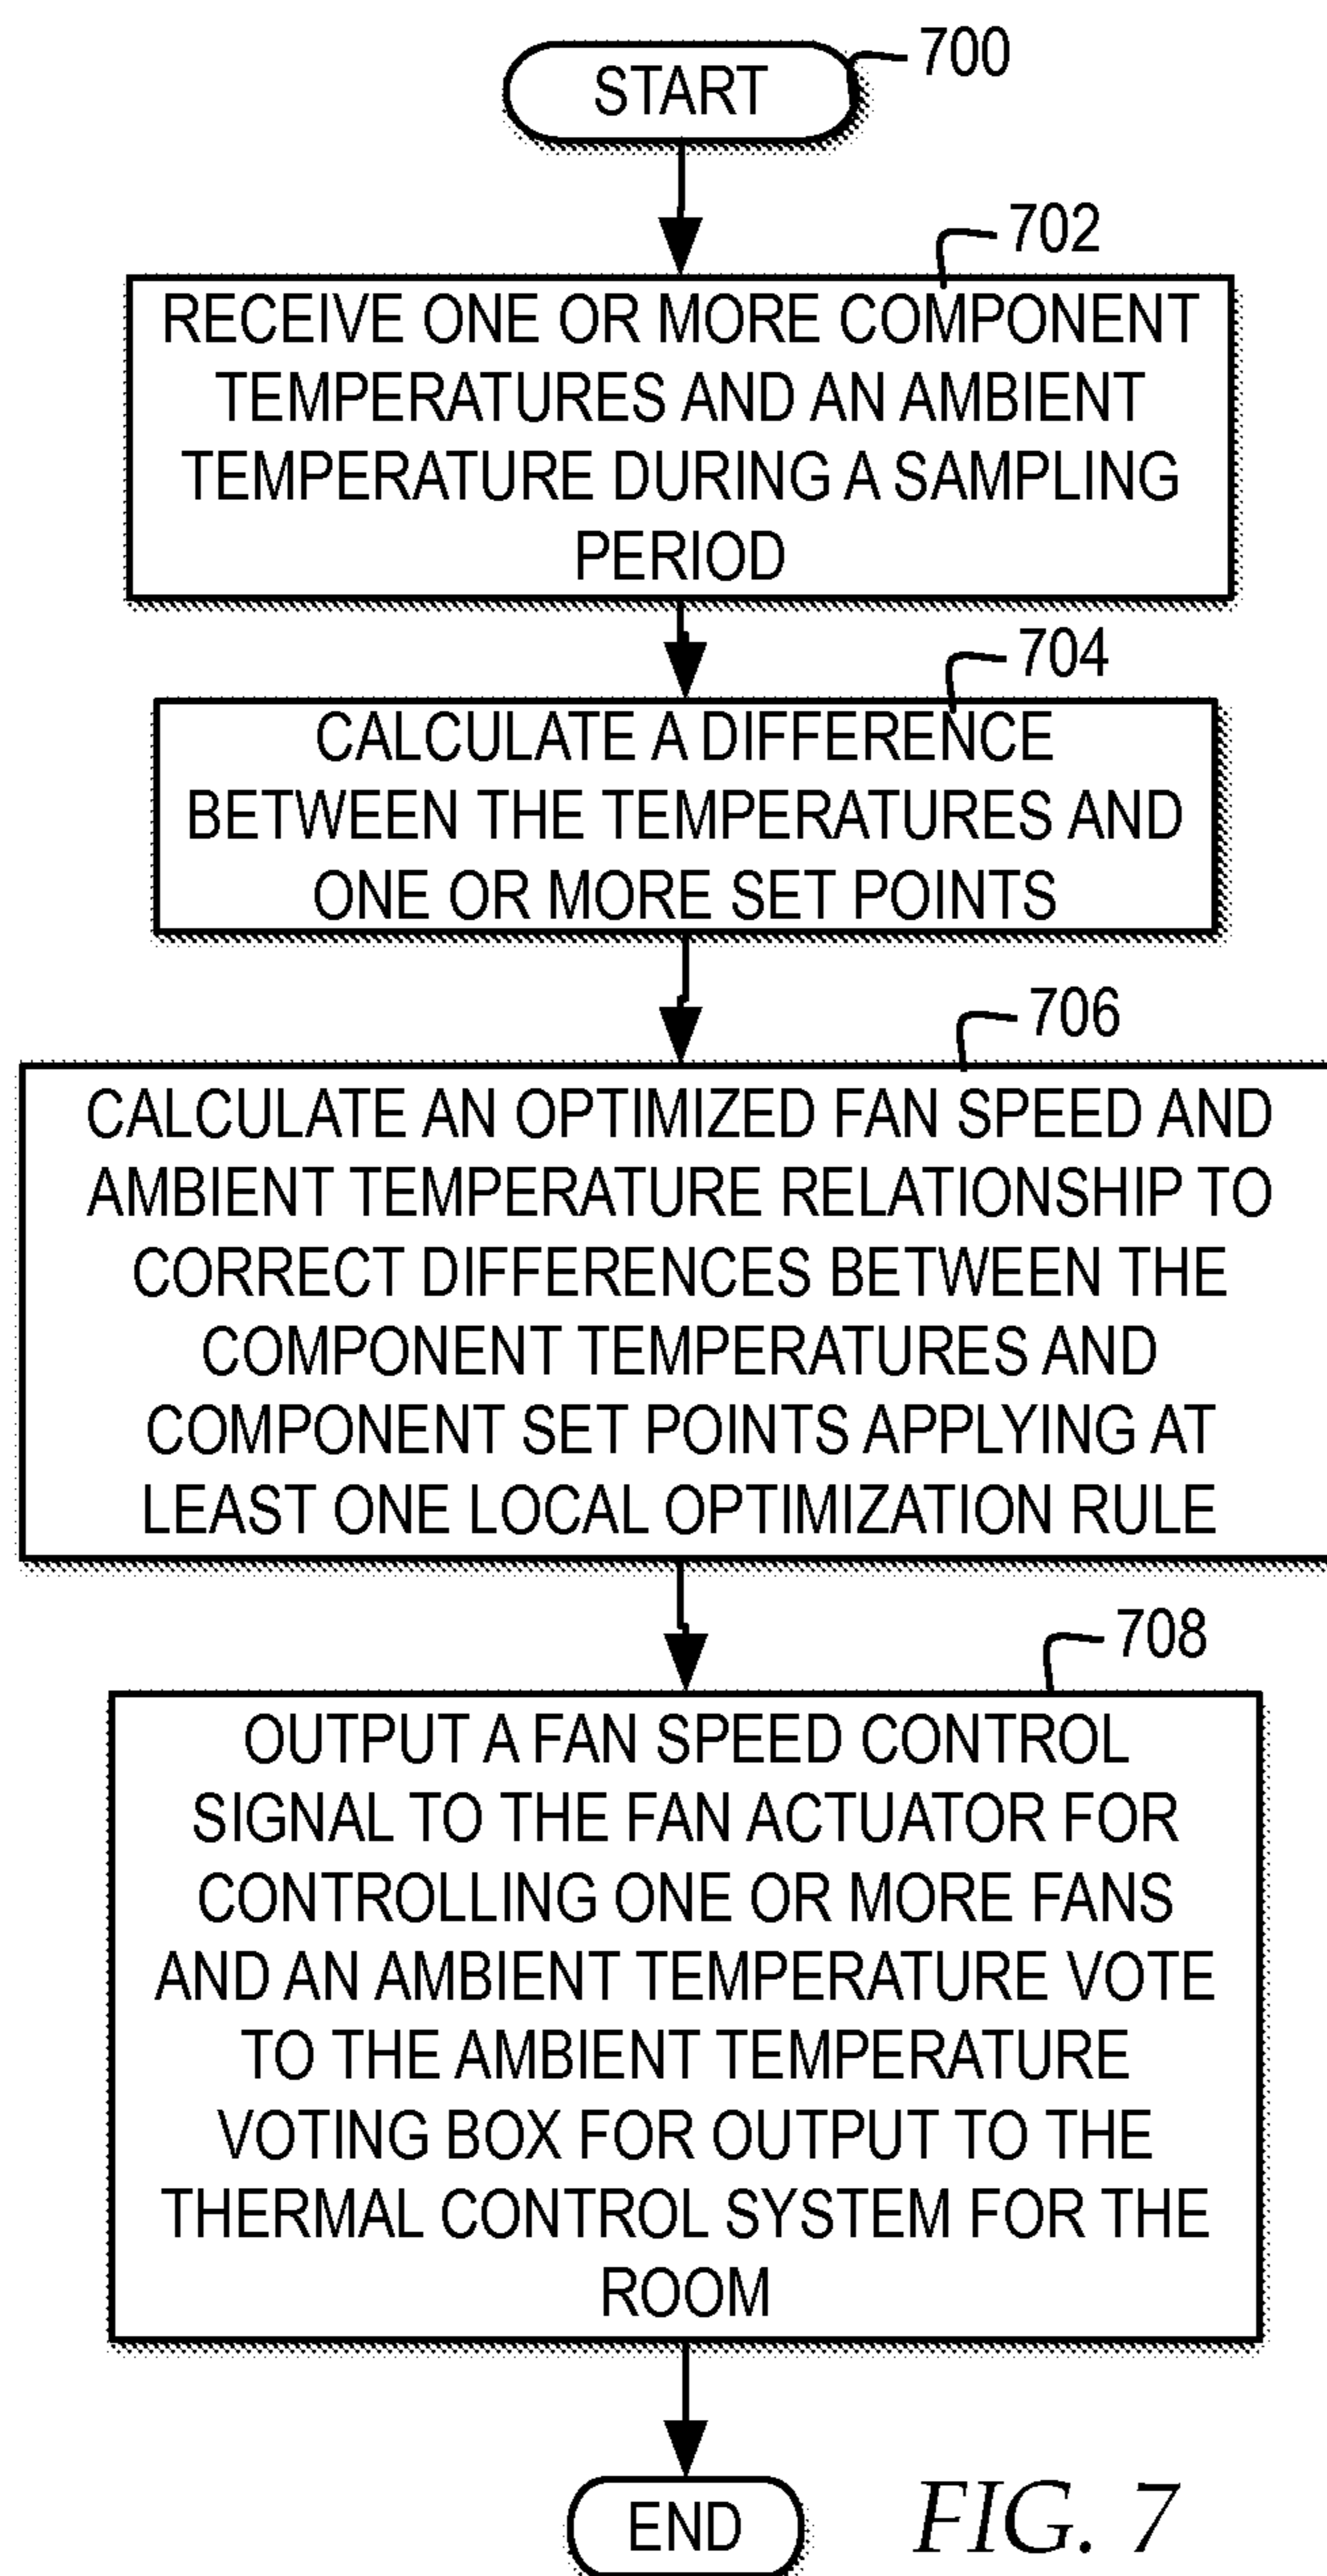 START
700
702
RECEIVE ONE OR MORE COMPONENT
TEMPERATURES AND AN AMBIENT
TEMPERATURE DURING A SAMPLING
PERIOD
704
CALCULATE A DIFFERENCE
BETWEEN THE TEMPERATURES AND
ONE OR MORE SET POINTS
706
CALCULATE AN OPTIMIZED FAN SPEED AND
AMBIENT TEMPERATURE RELATIONSHIP TO
CORRECT DIFFERENCES BETWEEN THE
COMPONENT TEMPERATURES AND
COMPONENT SET POINTS APPLYING AT
LEAST ONE LOCAL OPTIMIZATION RULE
708
OUTPUT A FAN SPEED CONTROL
SIGNAL TO THE FAN ACTUATOR FOR
CONTROLLING ONE OR MORE FANS
AND AN AMBIENT TEMPERATURE VOTE
TO THE AMBIENT TEMPERATURE
VOTING BOX FOR OUTPUT TO THE
THERMAL CONTROL SYSTEM FOR THE
ROOM
END
FIG. 7